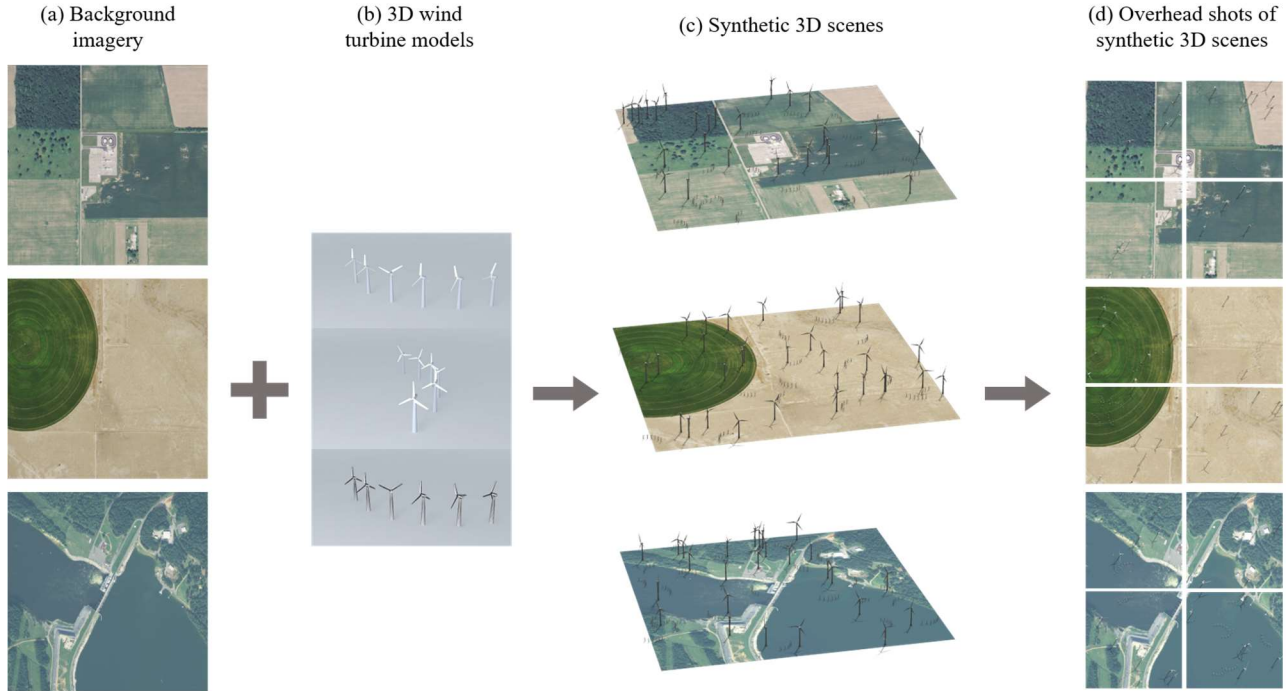 (a) Background
imagery
(b) 3D wind
turbine models
(c) Synthetic 3D scenes
(d) Overhead shots of
synthetic 3D scenes